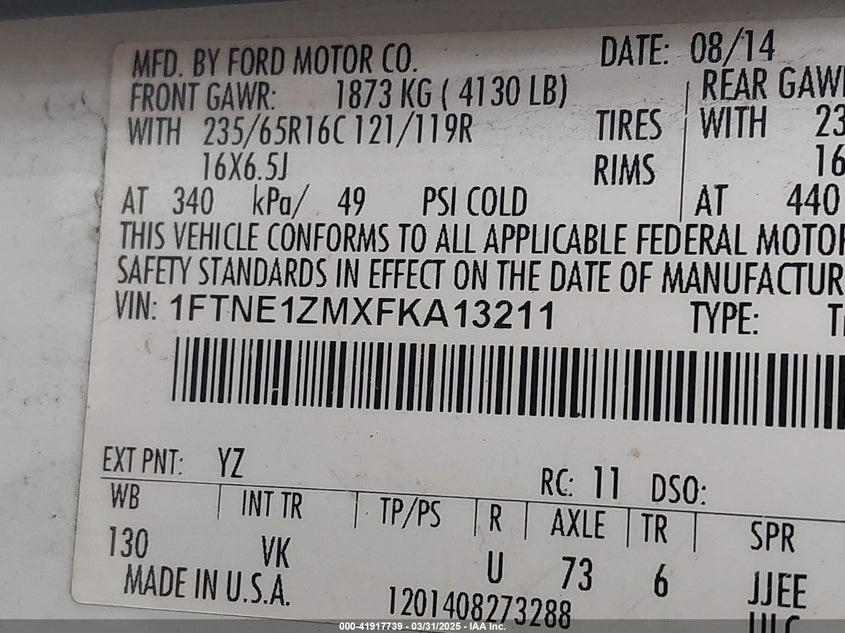 MFD. BY FORD MOTOR CO. DATE: 08/14
FRONT GAWR: 1873 KG ( 4130 LB) REAR GAWR
WITH 235/65R16C 121/119R TIRES WITH 23
16X6.5J RIMS 16
AT 340 kPa/ 49 PSI COLD AT 440
THIS VEHICLE CONFORMS TO ALL APPLICABLE FEDERAL MOTOR
SAFETY STANDARDS IN EFFECT ON THE DATE OF MANUFACTUR
VIN: 1FTNE1ZMXFKA13211 TYPE: T
EXT PNT: YZ RC: 11 DSO:
WB INT TR TP/PS R AXLE TR SPR
130 VK U 73 6 JJEE
MADE IN U.S.A. 1201408273288
000-41917739 - 03/31/2025 - IAA Inc.